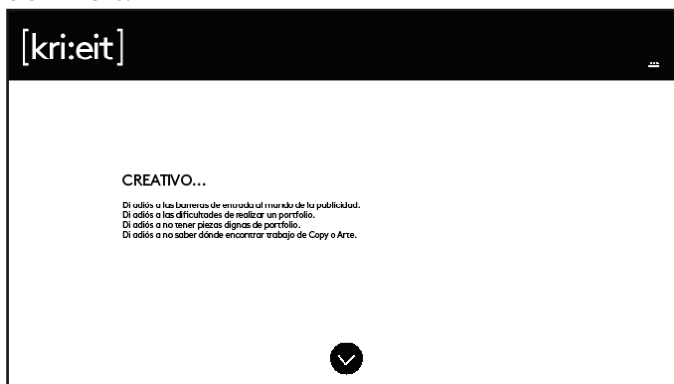 [kri:eit]
CREATIVO...
Di adiós a las barreras de entrada al mundo de la publicidad.
Di adiós a las dificultades de realizar un portfolio.
Di adiós a no tener piezas dignas de portfolio.
Di adiós a no saber dónde encontrar trabajo de Copy o Arte.